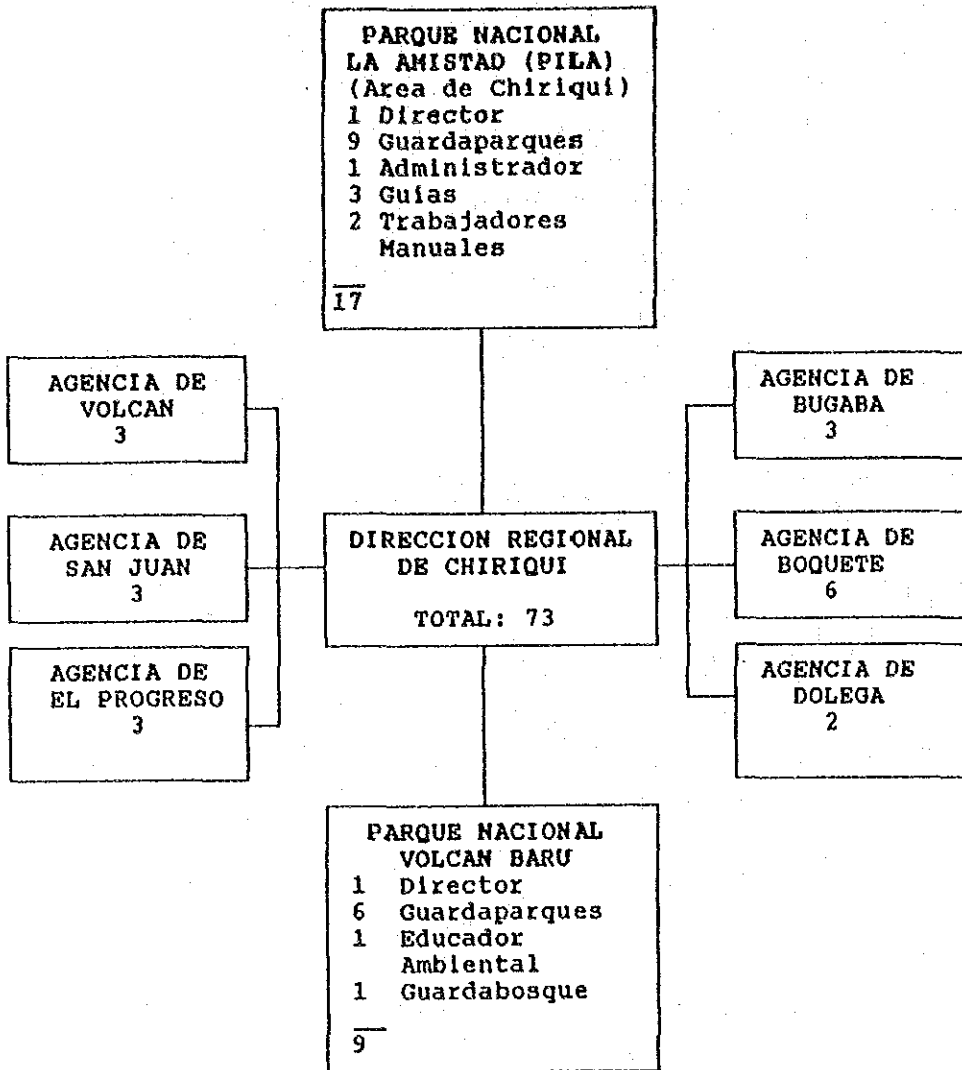 PARQUE NACIONAL
LA AMISTAD (PILA)
(Area de Chiriqui)
1 Director
9 Guardaparques
1 Administrador
3 Guias
2 Trabajadores
Manuales
17
AGENCIA DE
VOLCAN
3
AGENCIA DE
BUGABA
3
AGENCIA DE
SAN JUAN
3
DIRECCION REGIONAL
DE CHIRIQUI
TOTAL: 73
AGENCIA DE
BOQUETE
6
AGENCIA DE
EL PROGRESO
3
AGENCIA DE
DOLEGA
2
PARQUE NACIONAL
VOLCAN BARU
1 Director
6 Guardaparques
1 Educador
Ambiental
1 Guardabosque
9